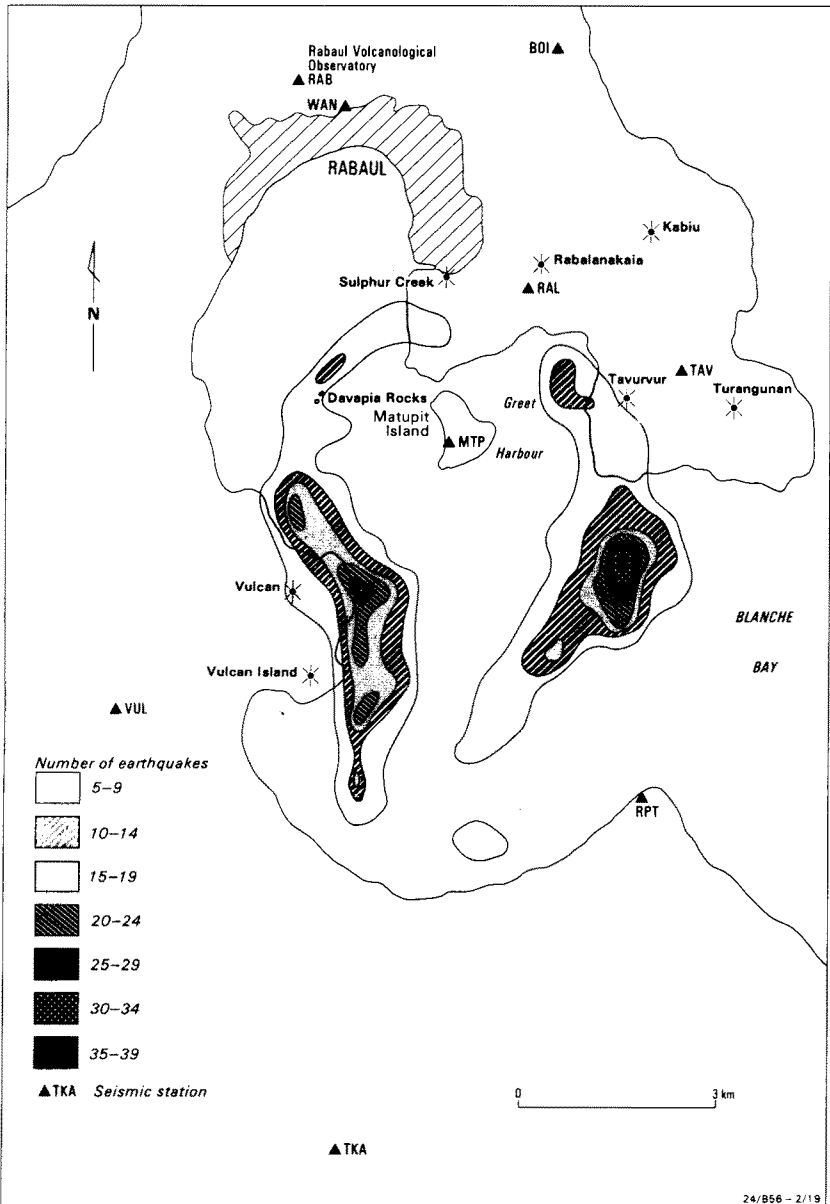 Rabaul Volcanological
Observatory
RAB
BOI
WAN
RABAUL
Kabiu
Rabalanakaia
Sulphur Creek
RAL
N
TAV
Tavurvur
Turangunan
Davapia Rocks
Greet
Matupit
Island
MTP
Harbour
Vulcan
BLANCHE
BAY
Vulcan Island
VUL
Number of earthquakes
5–9
10–14
15–19
20–24
25–29
30–34
35–39
TKA Seismic station
RPT
0 3 km
TKA
24/B56 – 2/19